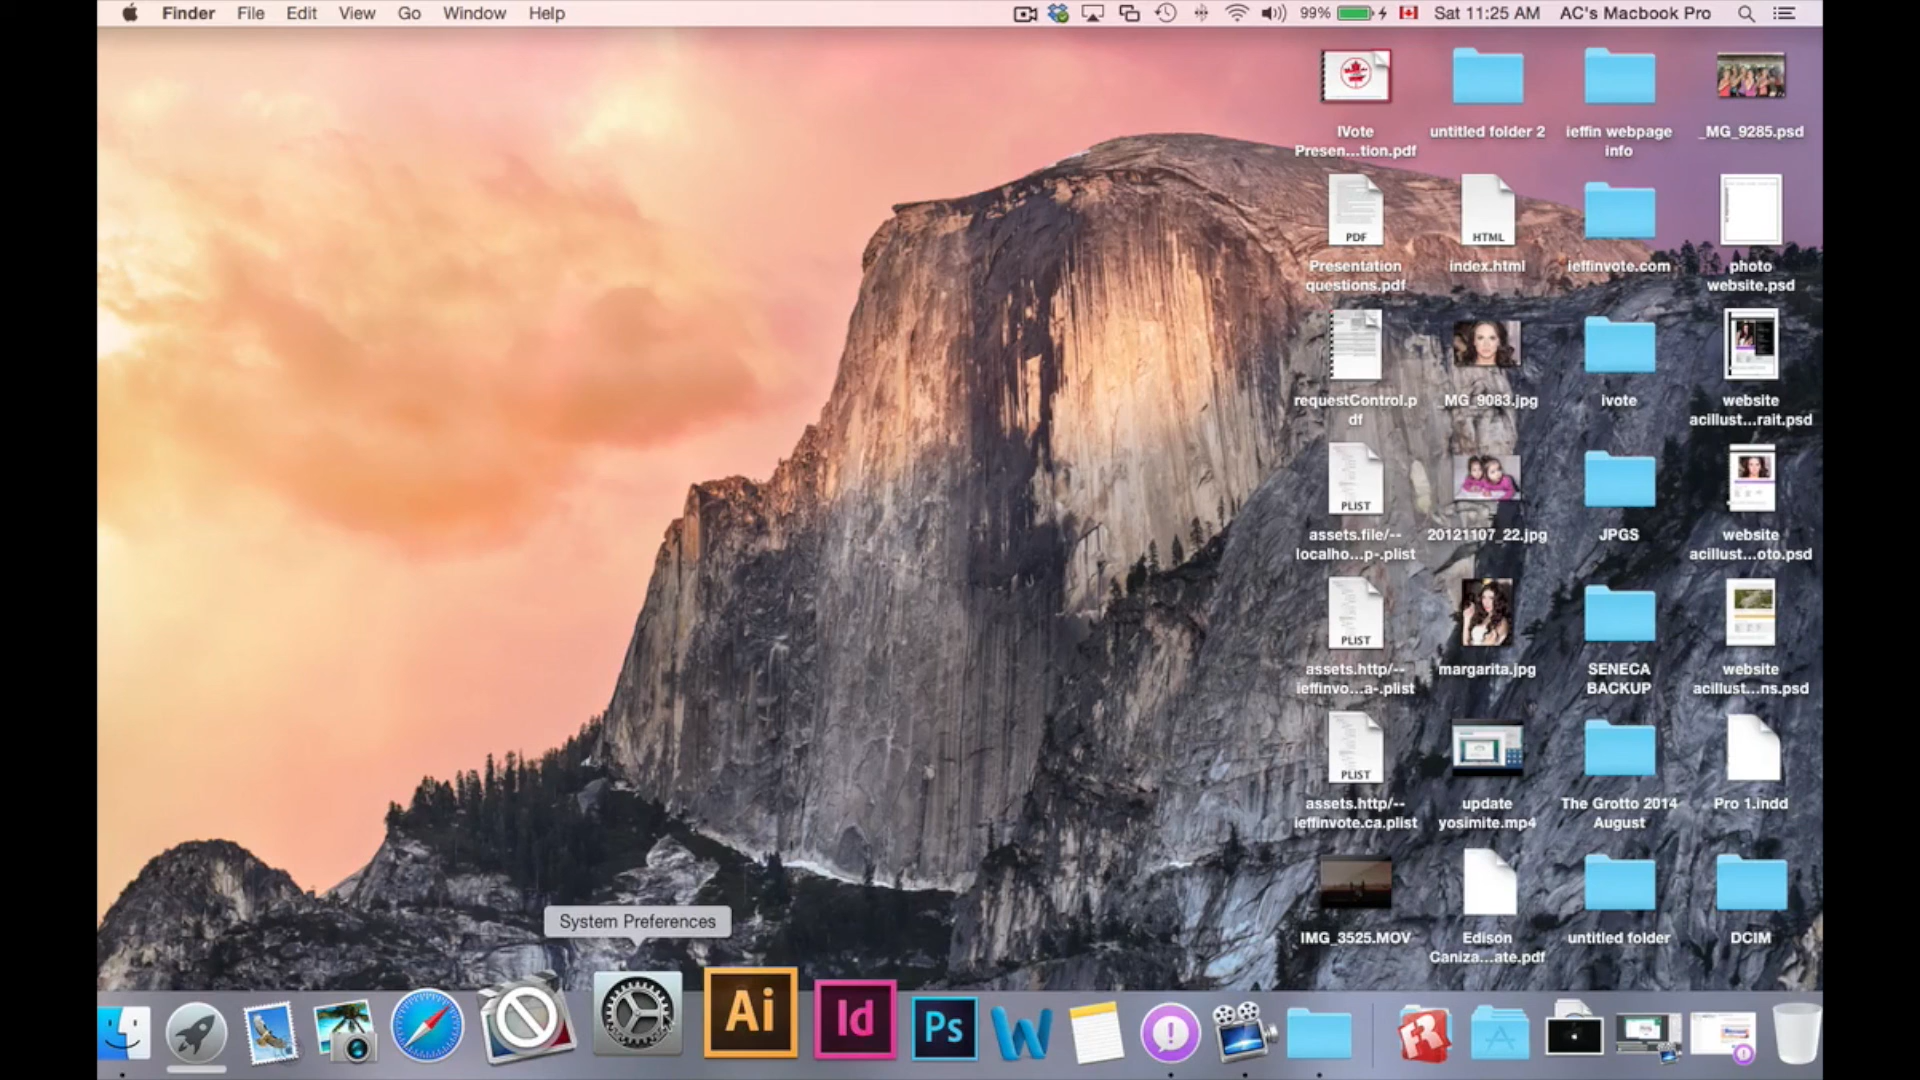 Finder File Edit View Go Window Help 99% Sat 11:25 AM AC's Macbook Pro
IVote
Presen...tion.pdf
untitled folder 2
ieffin webpage
info
_MG_9285.psd
PDF
Presentation
questions.pdf
HTML
index.html
ieffinvote.com
photo
website.psd
requestControl.p
df
_MG_9083.jpg
ivote
website
acillust...rait.psd
PLIST
assets.file/--
localho...p-.plist
20121107_22.jpg
JPGS
website
acillust...oto.psd
PLIST
assets.http/--
ieffinvo...a-.plist
margarita.jpg
SENECA
BACKUP
website
acillust...ns.psd
PLIST
assets.http/--
ieffinvote.ca.plist
update
yosimite.mp4
The Grotto 2014
August
Pro 1.indd
IMG_3525.MOV
Edison
Caniza...ate.pdf
untitled folder
DCIM
System Preferences
Ai
Id
Ps
W